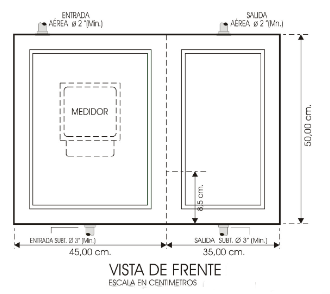 ENTRADA
AÉREA ø 2 "(Min.)
SALIDA
AÉREA ø 2 "(Min.)
MEDIDOR
50,00 cm.
8.5 cm.
ENTRADA SUBT. Ø 3" (Min.)
SALIDA SUBT. Ø 3" (Min.)
45,00 cm.
35,00 cm.
VISTA DE FRENTE
ESCALA EN CENTIMETROS